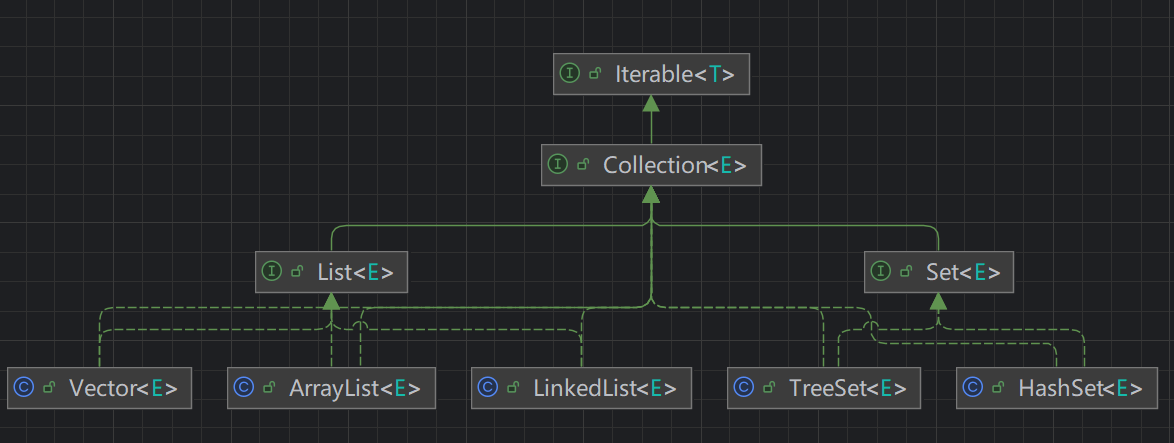 Iterable<T>
Collection<E>
List<E>
Set<E>
Vector<E>
ArrayList<E>
LinkedList<E>
TreeSet<E>
HashSet<E>